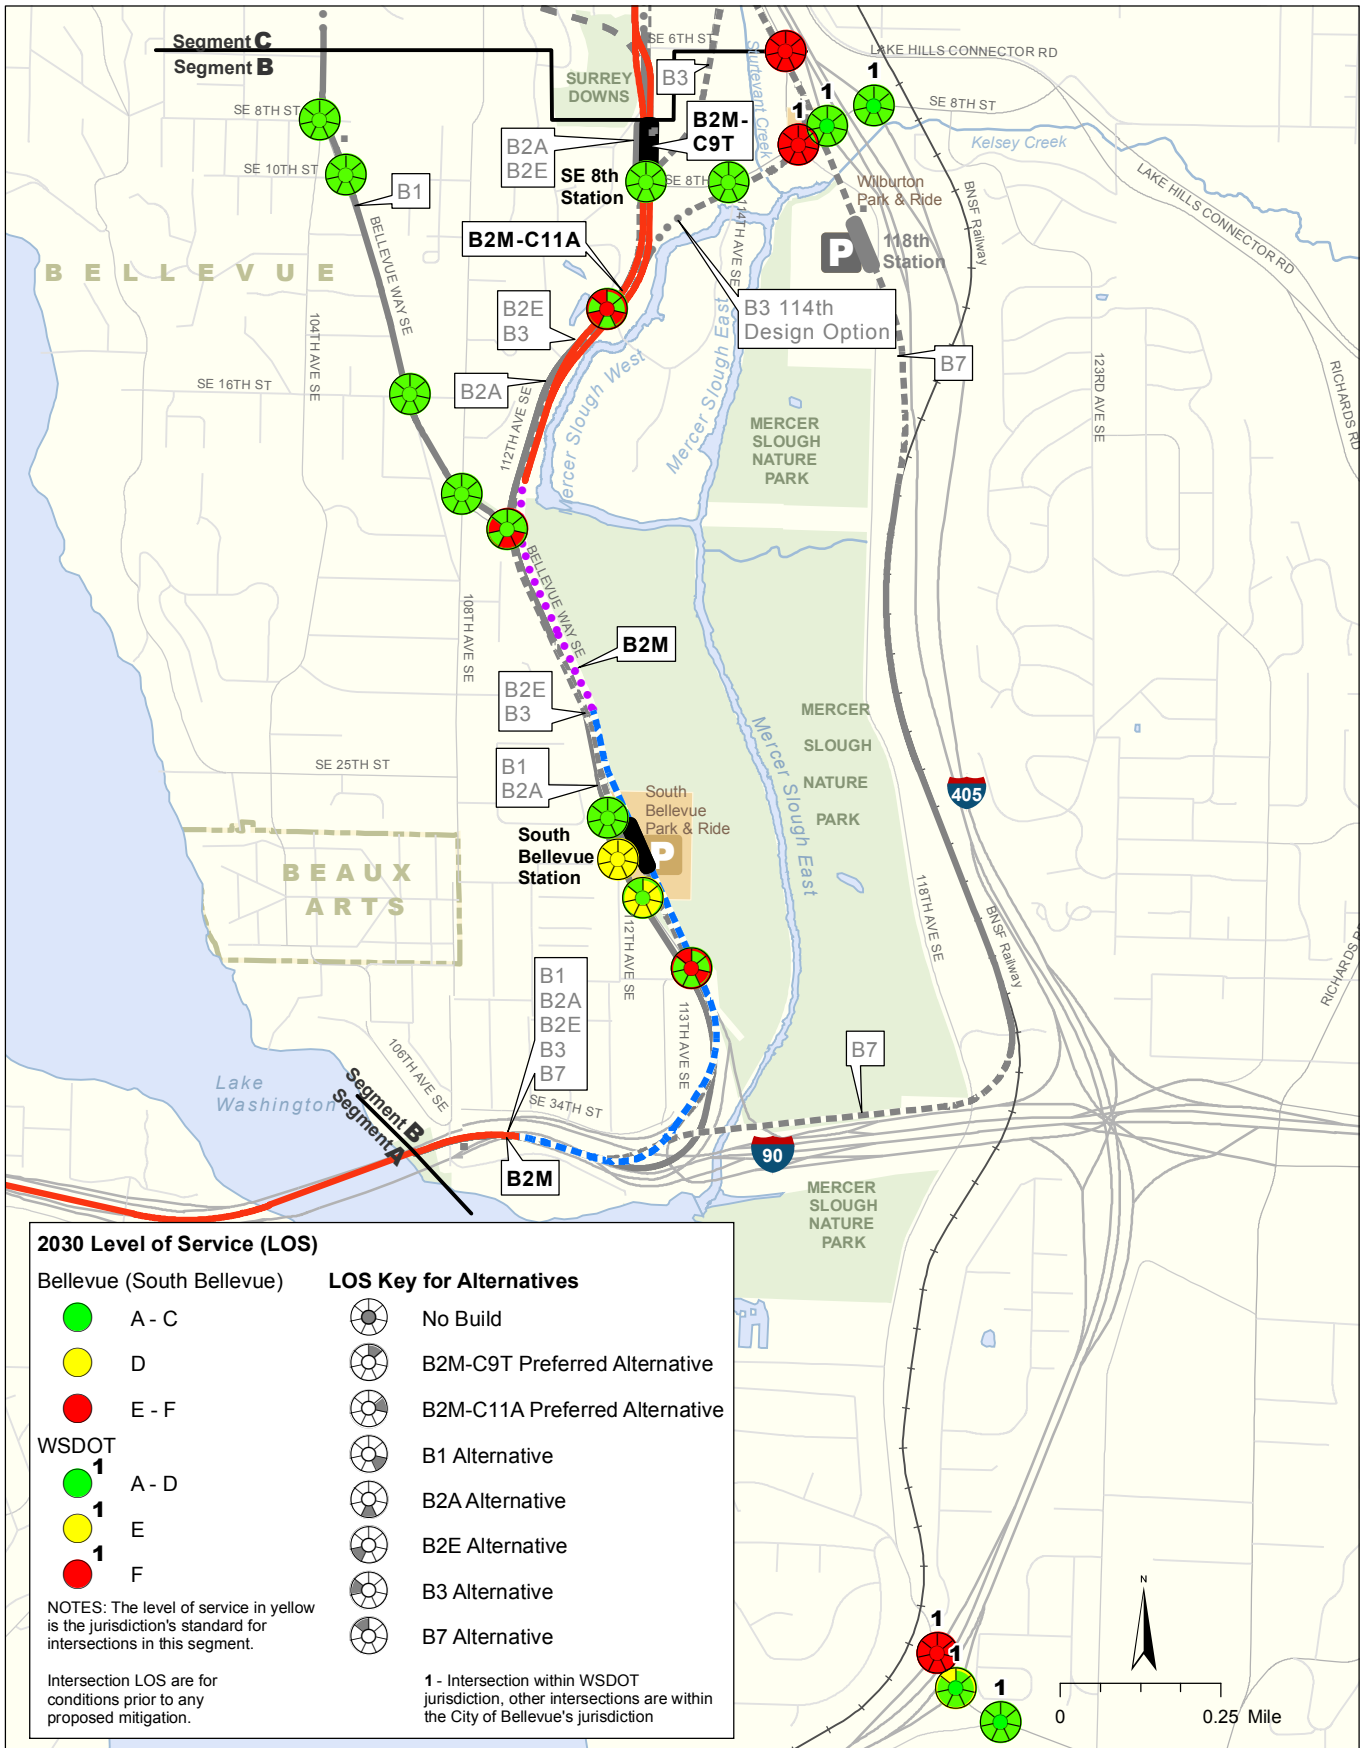 Segment C
Segment B
SE 6TH ST
LAKE HILLS CONNECTOR RD
SURREY
DOWNS
B3
Sturtevant Creek
1
1
1
SE 8TH ST
SE 8TH ST
B2M-
C9T
B2A
B2E
Kelsey Creek
SE 10TH ST
SE 8th
Station
SE 8TH
LAKE HILLS CONNECTOR RD
B1
Wilburton
Park & Ride
BNSF Railway
BELLEVUE WAY SE
114TH AVE SE
B2M-C11A
P
118th
Station
BELLEVUE
B2E
B3
B3 114th
Design Option
104TH AVE SE
B7
123RD AVE SE
RICHARDS RD
SE 16TH ST
B2A
112TH AVE SE
Mercer Slough West
Mercer Slough East
MERCER
SLOUGH
NATURE
PARK
BELLEVUE WAY SE
108TH AVE SE
B2M
B2E
B3
MERCER
SLOUGH
NATURE
PARK
Mercer Slough East
SE 25TH ST
B1
B2A
405
South
Bellevue
Park & Ride
P
South
Bellevue
Station
BEAUX
ARTS
118TH AVE SE
BNSF Railway
112TH AVE SE
B1
B2A
B2E
B3
B7
113TH AVE SE
B7
106TH AVE SE
Lake
Washington
Segment B
Segment A
SE 34TH ST
90
B2M
MERCER
SLOUGH
NATURE
PARK
2030 Level of Service (LOS)
Bellevue (South Bellevue)
A - C
D
E - F
WSDOT
1
A - D
1
E
1
F
NOTES: The level of service in yellow
is the jurisdiction's standard for
intersections in this segment.
Intersection LOS are for
conditions prior to any
proposed mitigation.
LOS Key for Alternatives
No Build
B2M-C9T Preferred Alternative
B2M-C11A Preferred Alternative
B1 Alternative
B2A Alternative
B2E Alternative
B3 Alternative
B7 Alternative
1 - Intersection within WSDOT
jurisdiction, other intersections are within
the City of Bellevue's jurisdiction
1
1
1
N
0
0.25 Mile